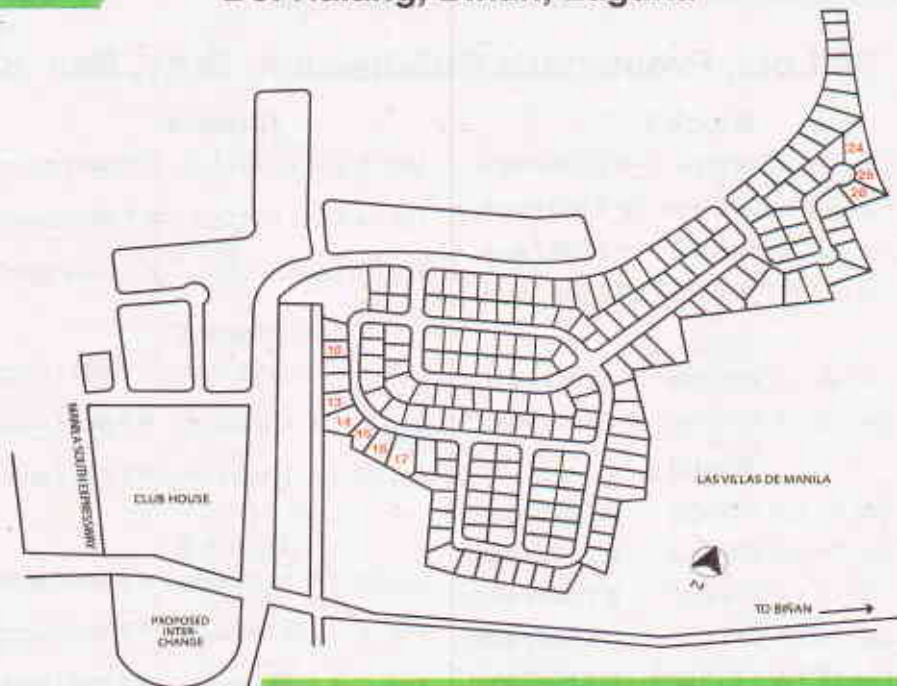 24
25
26
10
13
14
15
16
17
MANILA SOUTH EXPRESSWAY
CLUB HOUSE
LAS VILLAS DE MANILA
N
TO BIÑAN
PROPOSED
INTER-
CHANGE